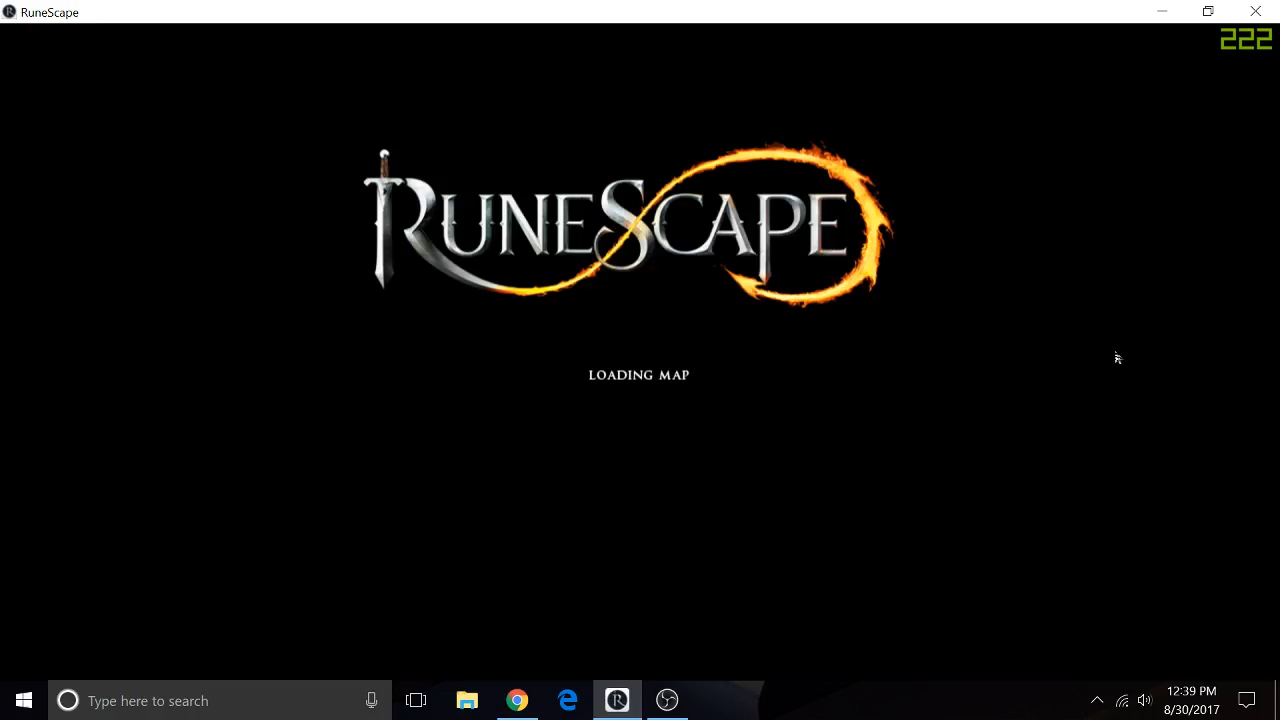 RuneScape
222
RUNESCAPE
LOADING MAP
Type here to search
12:39 PM
8/30/2017